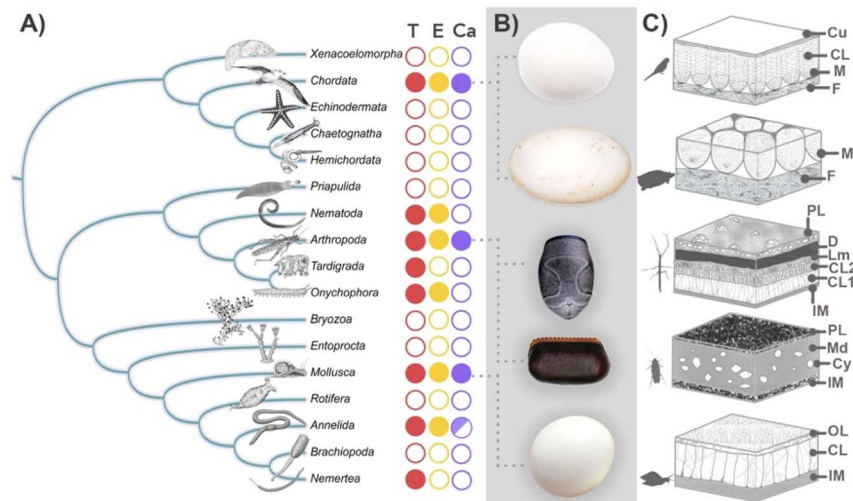 A)
T E Ca
Xenacoelomorpha
Chordata
Echinodermata
Chaetognatha
Hemichordata
Priapulida
Nematoda
Arthropoda
Tardigrada
Onychophora
Bryozoa
Entoprocta
Mollusca
Rotifera
Annelida
Brachiopoda
Nemertea
B)
C)
Cu
CL
M
F
M
F
PL
D
Lm
CL2
CL1
IM
PL
Md
Cy
IM
OL
CL
IM